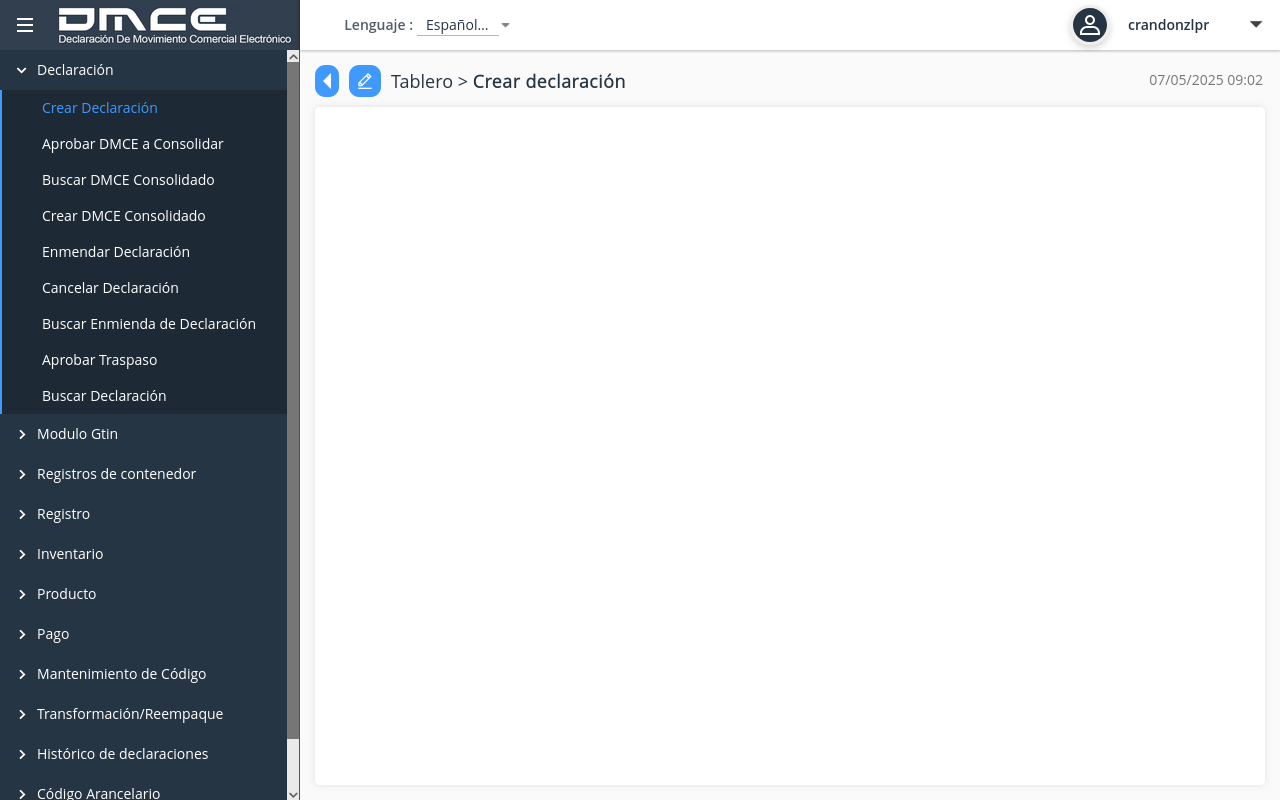 DMCE
Declaración De Movimiento Comercial Electrónico
Lenguaje :
Español...
crandonzlpr
Declaración
Crear Declaración
Aprobar DMCE a Consolidar
Buscar DMCE Consolidado
Crear DMCE Consolidado
Enmendar Declaración
Cancelar Declaración
Buscar Enmienda de Declaración
Aprobar Traspaso
Buscar Declaración
Modulo Gtin
Registros de contenedor
Registro
Inventario
Producto
Pago
Mantenimiento de Código
Transformación/Reempaque
Histórico de declaraciones
Código Arancelario
Tablero > Crear declaración
07/05/2025 09:02